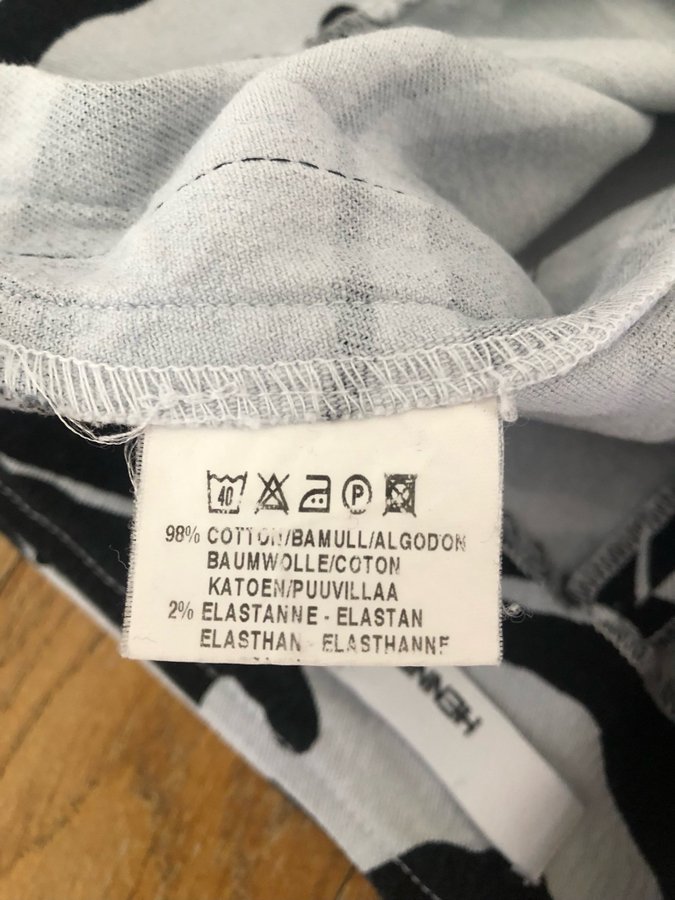 40 P
98% COTTON/BAMULL/ALGODON
BAUMWOLLE/COTON
KATOEN/PUUVILLAA
2% ELASTANNE - ELASTAN
ELASTHAN - ELASTHANNE